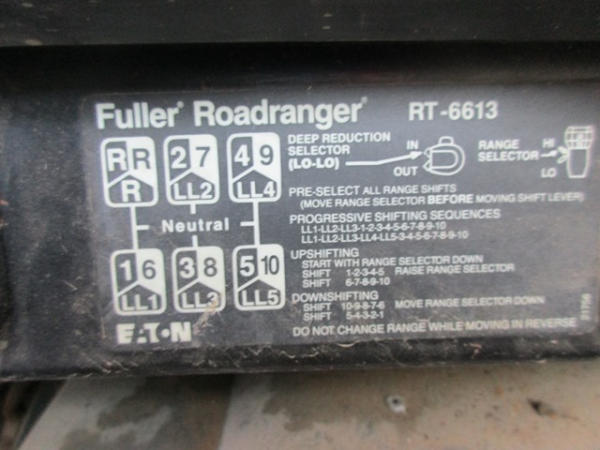 Fuller® Roadranger® RT-6613
R R R
2 7 LL2
4 9 LL4
Neutral
1 6 LL1
3 8 LL3
5 10 LL5
EATON
DEEP REDUCTION
SELECTOR
(LO-LO)
IN
OUT
RANGE
SELECTOR
HI
LO
PRE-SELECT ALL RANGE SHIFTS
(MOVE RANGE SELECTOR BEFORE MOVING SHIFT LEVER)
PROGRESSIVE SHIFTING SEQUENCES
LL1-LL2-LL3-1-2-3-4-5-6-7-8-9-10
LL1-LL2-LL3-LL4-LL5-3-4-5-6-7-8-9-10
UPSHIFTING
START WITH RANGE SELECTOR DOWN
SHIFT 1-2-3-4-5 RAISE RANGE SELECTOR
SHIFT 6-7-8-9-10
DOWNSHIFTING
SHIFT 10-9-8-7-6 MOVE RANGE SELECTOR DOWN
SHIFT 5-4-3-2-1
DO NOT CHANGE RANGE WHILE MOVING IN REVERSE